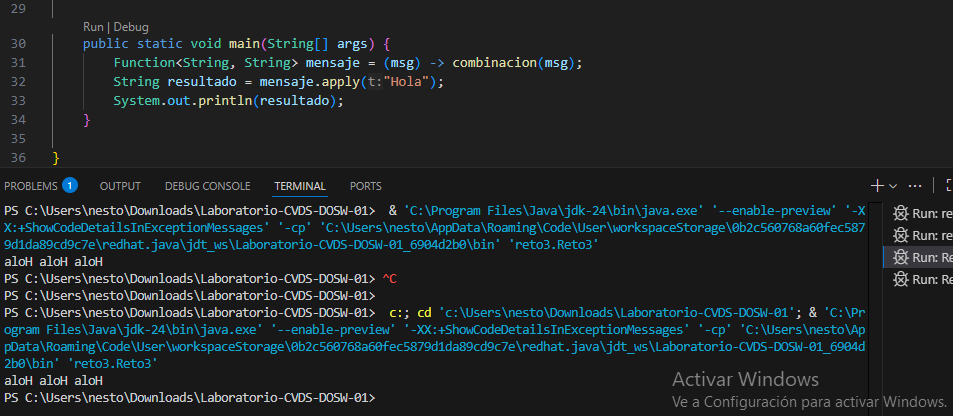 29
Run | Debug
30 public static void main(String[] args) {
31 Function<String, String> mensaje = (msg) -> combinacion(msg);
32 String resultado = mensaje.apply(t:"Hola");
33 System.out.println(resultado);
34 }
35
36 }
PROBLEMS 1 OUTPUT DEBUG CONSOLE TERMINAL PORTS
PS C:\Users\nesto\Downloads\Laboratorio-CVDS-DOSW-01> & 'C:\Program Files\Java\jdk-24\bin\java.exe' '--enable-preview' '-X
X:+ShowCodeDetailsInExceptionMessages' '-cp' 'C:\Users\nesto\AppData\Roaming\Code\User\workspaceStorage\0b2c560768a60fec587
9d1da89cd9c7e\redhat.java\jdt_ws\Laboratorio-CVDS-DOSW-01_6904d2b0\bin' 'reto3.Reto3'
aloH aloH aloH
PS C:\Users\nesto\Downloads\Laboratorio-CVDS-DOSW-01> ^C
PS C:\Users\nesto\Downloads\Laboratorio-CVDS-DOSW-01>
PS C:\Users\nesto\Downloads\Laboratorio-CVDS-DOSW-01> c:; cd 'c:\Users\nesto\Downloads\Laboratorio-CVDS-DOSW-01'; & 'C:\Pr
ogram Files\Java\jdk-24\bin\java.exe' '--enable-preview' '-XX:+ShowCodeDetailsInExceptionMessages' '-cp' 'C:\Users\nesto\Ap
pData\Roaming\Code\User\workspaceStorage\0b2c560768a60fec5879d1da89cd9c7e\redhat.java\jdt_ws\Laboratorio-CVDS-DOSW-01_6904d
2b0\bin' 'reto3.Reto3'
aloH aloH aloH
PS C:\Users\nesto\Downloads\Laboratorio-CVDS-DOSW-01>
Run: re
Run: re
Run: Re
Run: Re
Activar Windows
Ve a Configuración para activar Windows.